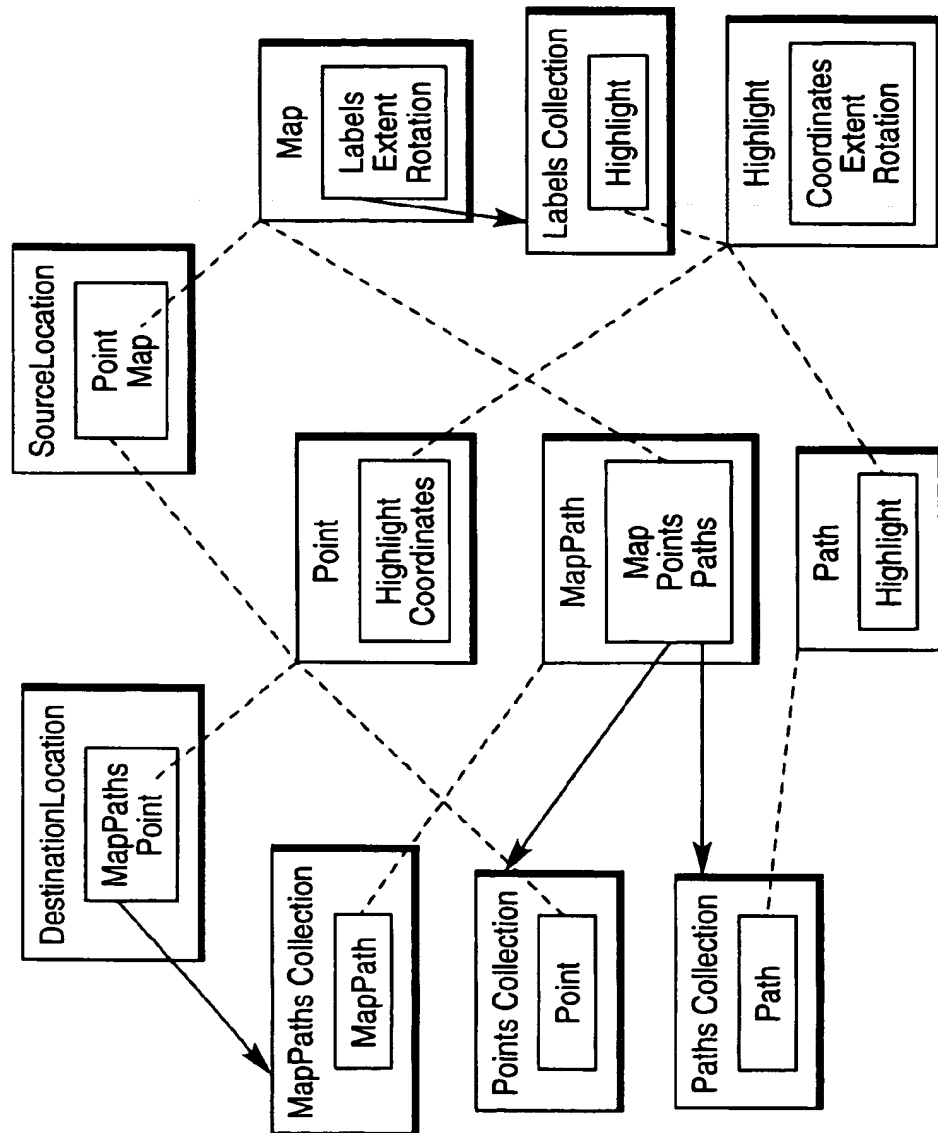 DestinationLocation
MapPaths
Point
SourceLocation
Point
Map
MapPaths Collection
MapPath
Point
Highlight
Coordinates
Map
Labels
Extent
Rotation
Points Collection
Point
MapPath
Map
Points
Paths
Labels Collection
Highlight
Paths Collection
Path
Path
Highlight
Highlight
Coordinates
Extent
Rotation